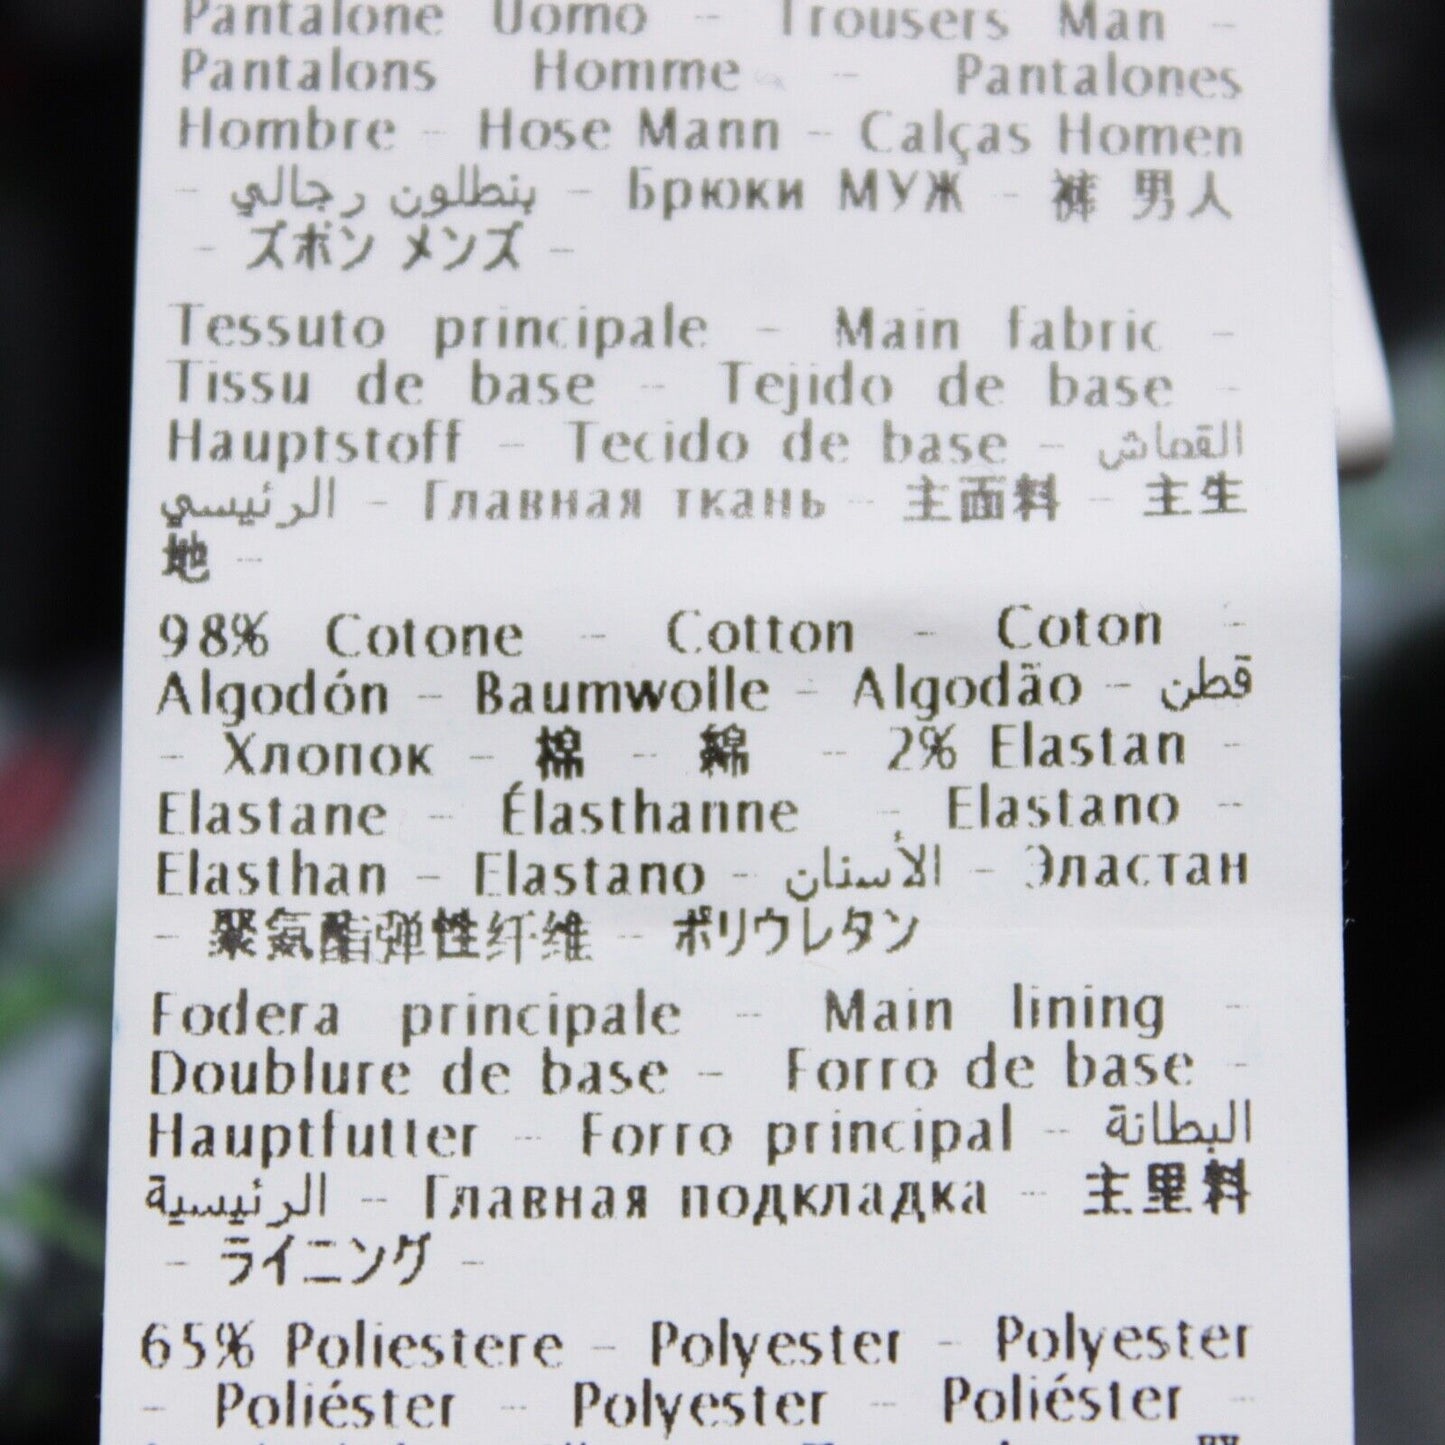 Pantalone Uomo - Trousers Man -
Pantalons Homme - Pantalones
Hombre - Hose Mann - Calças Homen
- بنطلون رجالي - Брюки МУЖ - 裤 男人
- ズボン メンズ -
Tessuto principale - Main fabric -
Tissu de base - Tejido de base -
Hauptstoff - Tecido de base - القماش
الرئيسي - Главная ткань - 主面料 - 主生
地 -
98% Cotone - Cotton - Coton -
Algodón - Baumwolle - Algodão - قطن
- Хлопок - 棉 - 綿 - 2% Elastan -
Elastane - Élasthanne - Elastano -
Elasthan - Elastano - الأسنان - Эластан
- 聚氨酯弹性纤维 - ポリウレタン
Fodera principale - Main lining -
Doublure de base - Forro de base -
Hauptfutter - Forro principal - البطانة
الرئيسية - Главная подкладка - 主里料
- ライニング -
65% Poliestere - Polyester - Polyester
- Poliéster - Polyester - Poliéster -